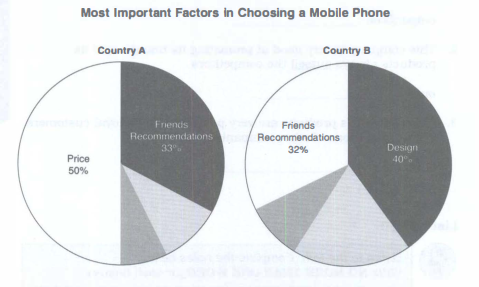 Most Important Factors in Choosing a Mobile Phone
Country A
Country B
Price
50%
Friends
Recommendations
33%
Friends
Recommendations
32%
Design
40%